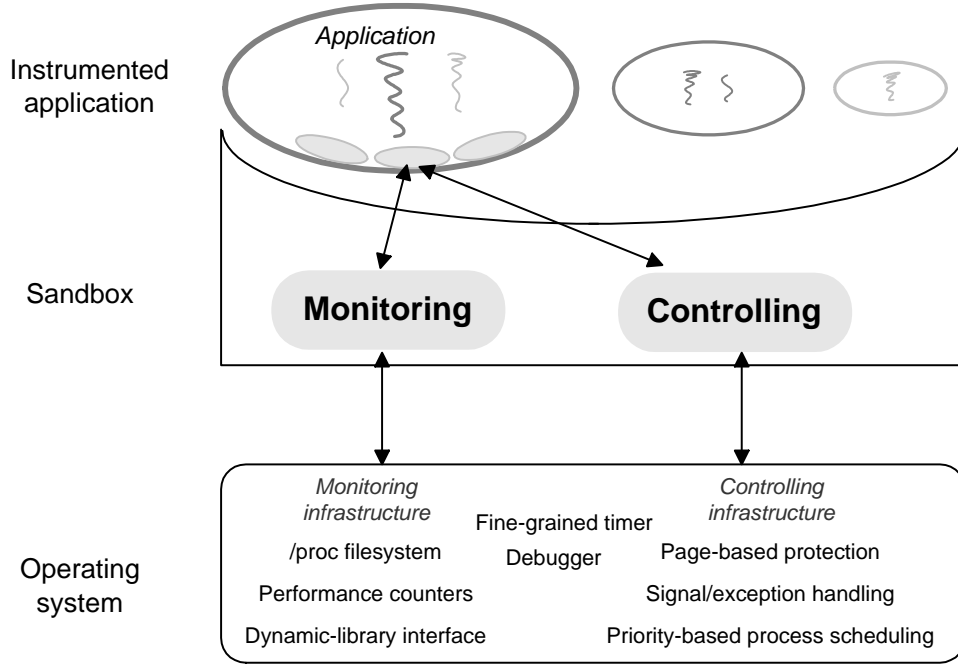 Application
Instrumented
application
Sandbox
Monitoring
Controlling
Operating
system
Monitoring
infrastructure
/proc filesystem
Performance counters
Dynamic-library interface
Fine-grained timer
Debugger
Controlling
infrastructure
Page-based protection
Signal/exception handling
Priority-based process scheduling